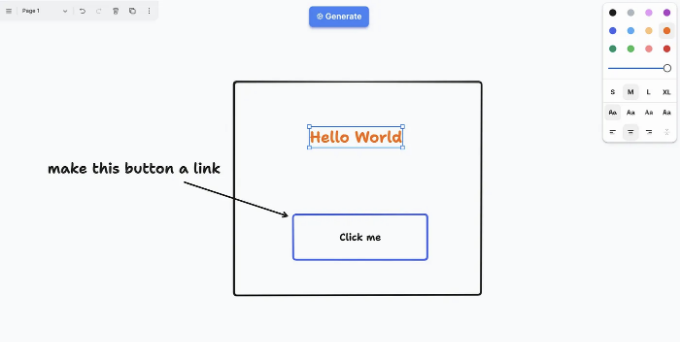 Page 1
Generate
S M L XL
Aa Aa Aa Aa
Hello World
make this button a link
Click me